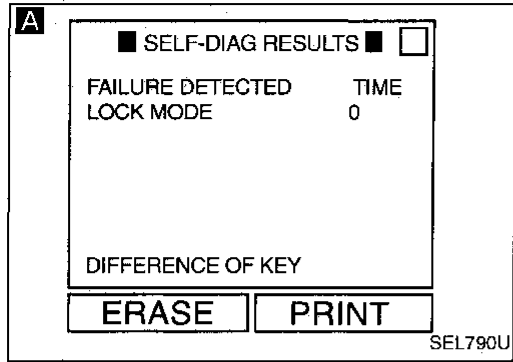 A
SELF-DIAG RESULTS
FAILURE DETECTED TIME
LOCK MODE 0
DIFFERENCE OF KEY
ERASE PRINT
SEL790U